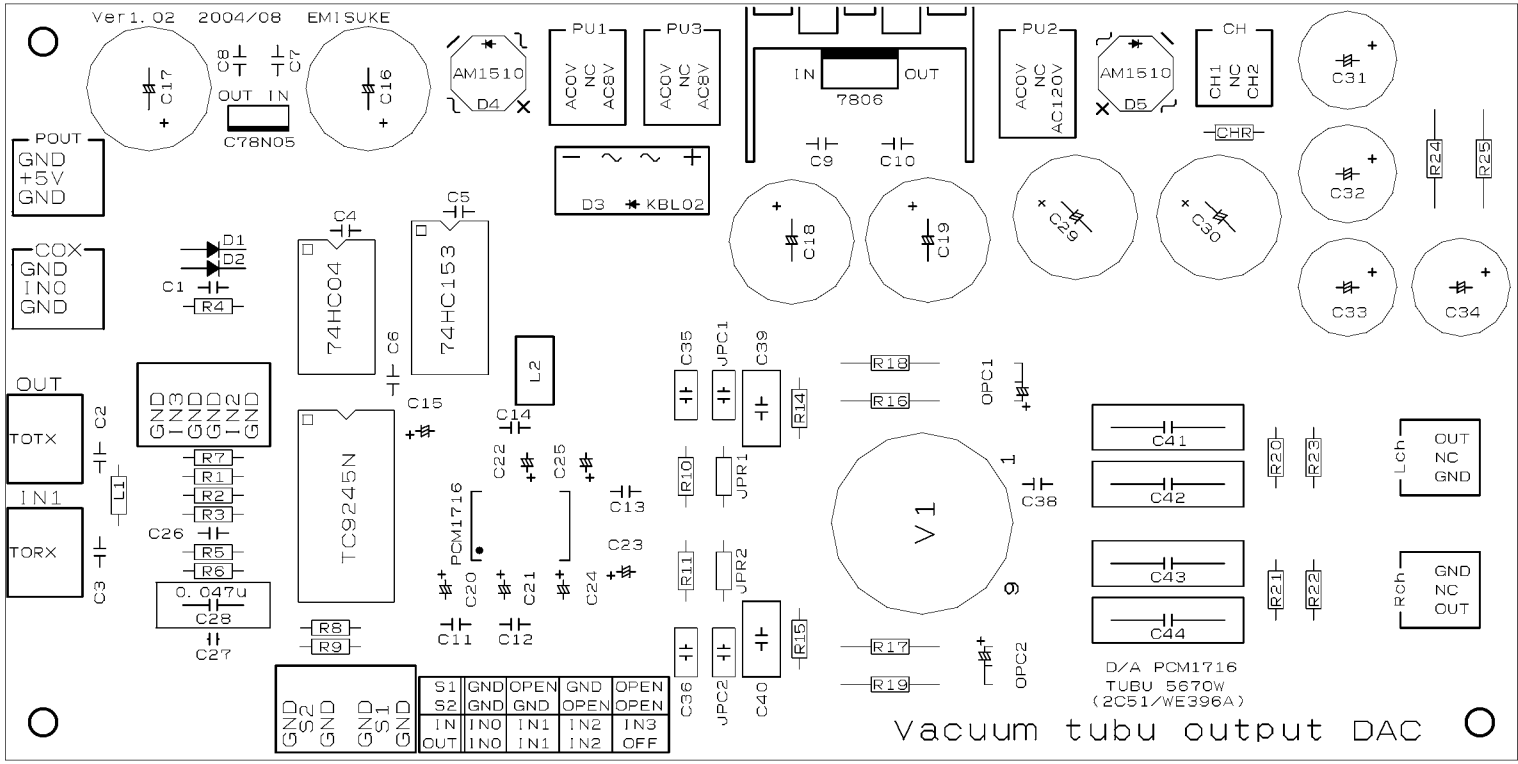 Ver1.02 2004/08 EMISUKE
C17
C8
C7
OUT IN
C78N05
C16
AM1510
D4
PU1
AC0V
NC
AC8V
PU3
AC0V
NC
AC8V
IN
OUT
7806
C9
C10
PU2
AC0V
NC
AC120V
AM1510
D5
CH
CH1
NC
CH2
CHR
C31
C32
C33
C34
R24
R25
POUT
GND
+5V
GND
D3 KBL02
C18
C19
C29
C30
COX
GND
IN0
GND
D1
D2
C1
R4
C4
74HC04
C5
74HC153
C6
L2
C15
C14
C35
JPC1
C39
R14
R18
R16
OPC1
OUT
TOTX
C2
GND
IN3
GND
GND
IN2
GND
IN1
TORX
C3
L1
R7
R1
R2
R3
C26
R5
R6
0.047u
C28
C27
TC9245N
C22
C25
PCM1716
C13
C23
C20
C21
C24
C11
C12
R8
R9
R10
JPR1
R11
JPR2
V1
1
9
C38
C41
C42
C43
C44
R20
R23
R21
R22
Lch
OUT
NC
GND
Rch
GND
NC
OUT
R15
C36
JPC2
C40
R17
R19
OPC2
GND
S2
GND
GND
S1
GND
S1 GND OPEN GND OPEN
S2 GND GND OPEN OPEN
IN IN0 IN1 IN2 IN3
OUT IN0 IN1 IN2 OFF
D/A PCM1716
TUBU 5670W
(2C51/WE396A)
Vacuum tubu output DAC